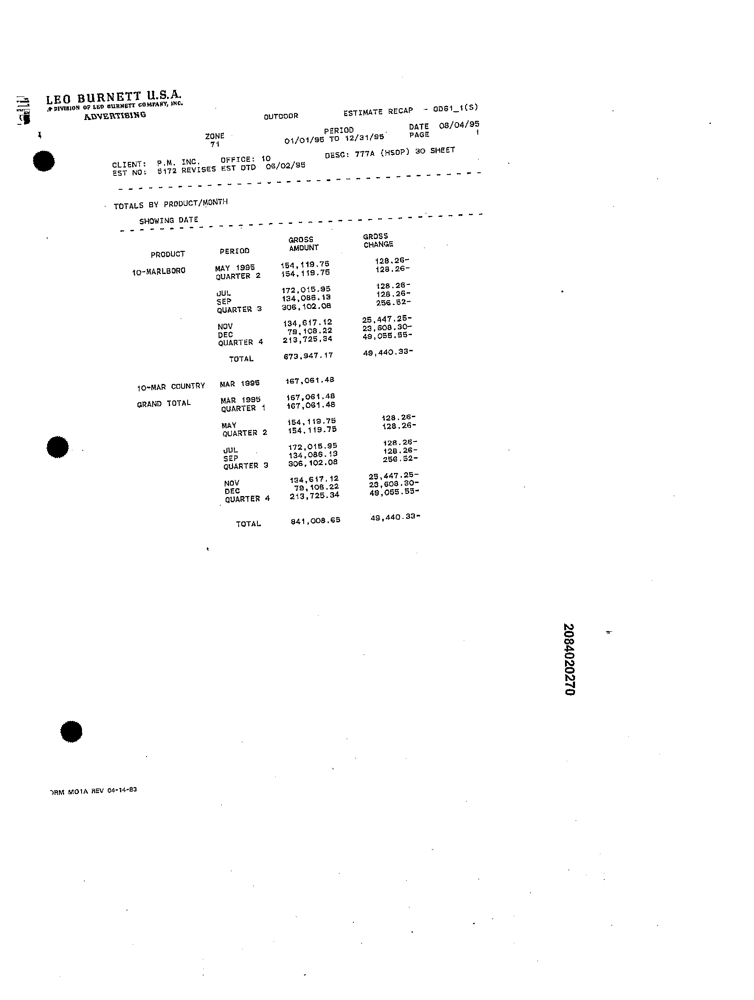 LEO BURNETT U.S.A.
A DIVISION OF LEO BURNETT COMPANY, INC.
ADVERTISING
OUTDOOR ESTIMATE RECAP - OD61_1(S)
PERIOD DATE 08/04/95
ZONE 01/01/95 TO 12/31/95 PAGE 1
71
CLIENT: P.M. INC. OFFICE: 10 DESC: 777A (HSOP) 30 SHEET
EST NO: 5172 REVISES EST DTD 06/02/95
TOTALS BY PRODUCT/MONTH
SHOWING DATE
GROSS GROSS
PRODUCT PERIOD AMOUNT CHANGE
10-MARLBORO MAY 1995 154,119.75 128.26-
QUARTER 2 154,119.75 128.26-
JUL 172,015.95 128.26-
SEP 134,086.13 128.26-
QUARTER 3 306,102.08 256.52-
NOV 134,617.12 25,447.25-
DEC 79,108.22 23,608.30-
QUARTER 4 213,725.34 49,055.55-
TOTAL 673,947.17 49,440.33-
10-MAR COUNTRY MAR 1995 167,061.48
GRAND TOTAL MAR 1995 167,061.48
QUARTER 1 167,061.48
MAY 154,119.75 128.26-
QUARTER 2 154,119.75 128.26-
JUL 172,015.95 128.26-
SEP 134,086.13 128.26-
QUARTER 3 306,102.08 256.52-
NOV 134,617.12 25,447.25-
DEC 79,108.22 23,608.30-
QUARTER 4 213,725.34 49,055.55-
TOTAL 841,008.65 49,440.33-
2084020270
ORM MO1A REV 04-14-83